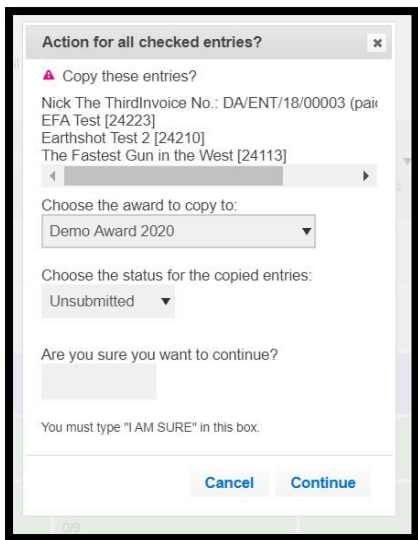 Action for all checked entries?
Copy these entries?
Nick The ThirdInvoice No.: DA/ENT/18/00003
EFA Test [24223]
Earthshot Test 2 [24210]
The Fastest Gun in the West [24113]
Choose the award to copy to:
Demo Award 2020
Choose the status for the copied entries:
Unsubmitted
Are you sure you want to continue?
You must type "I AM SURE" in this box.
Cancel Continue
0/9